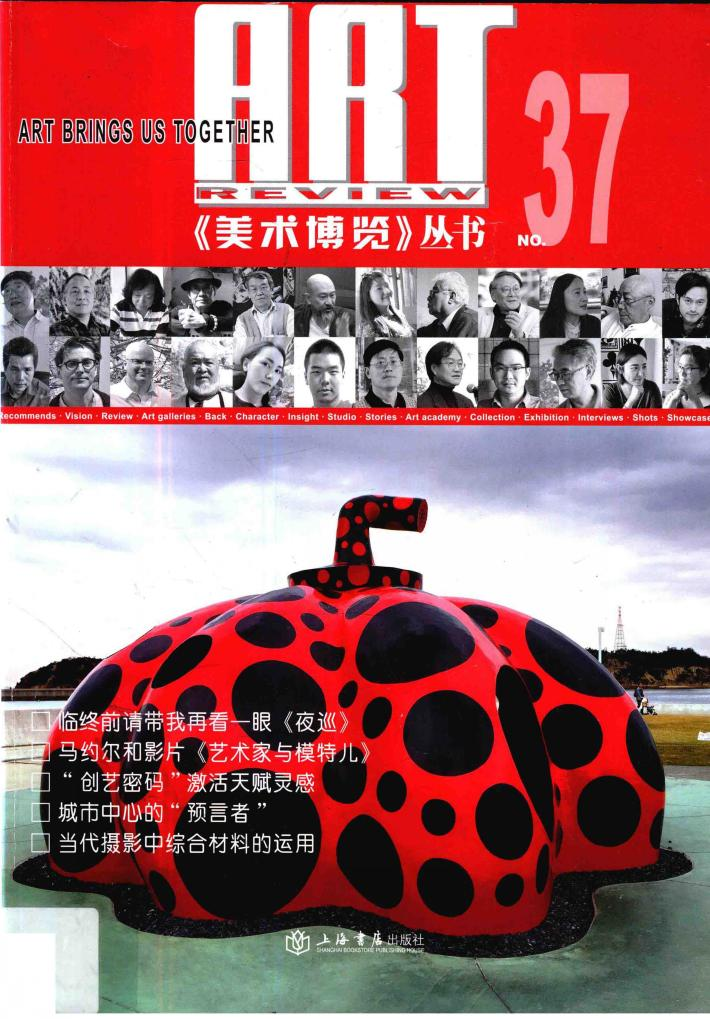 ART
ART BRINGS US TOGETHER
REVIEW
《美术博览》丛书
NO. 37
Recommends · Vision · Review · Art galleries · Back · Character · Insight · Studio · Stories · Art academy · Collection · Exhibition · Interviews · Shots · Showcase
□ 临终前请带我再看一眼《夜巡》
□ 马约尔和影片《艺术家与模特儿》
□ “创艺密码”激活天赋灵感
□ 城市中心的“预言者”
□ 当代摄影中综合材料的运用
上海书店出版社
SHANGHAI BOOKSTORE PUBLISHING HOUSE